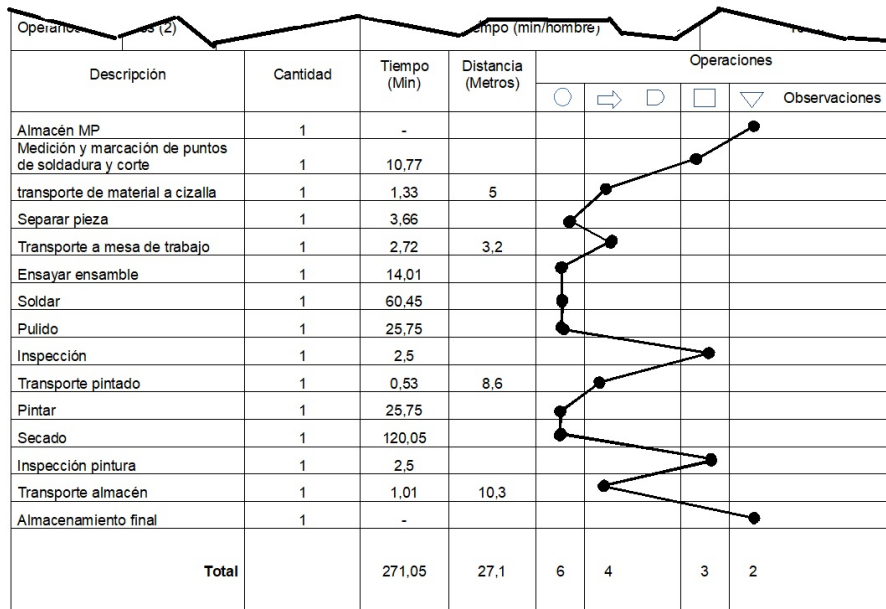 (2)
(min/hombre)
Descripción Cantidad Tiempo (Min) Distancia (Metros) Operaciones
Observaciones
Almacén MP 1 -
Medición y marcación de puntos
de soldadura y corte 1 10,77
transporte de material a cizalla 1 1,33 5
Separar pieza 1 3,66
Transporte a mesa de trabajo 1 2,72 3,2
Ensayar ensamble 1 14,01
Soldar 1 60,45
Pulido 1 25,75
Inspección 1 2,5
Transporte pintado 1 0,53 8,6
Pintar 1 25,75
Secado 1 120,05
Inspección pintura 1 2,5
Transporte almacén 1 1,01 10,3
Almacenamiento final 1 -
Total 271,05 27,1 6 4 3 2